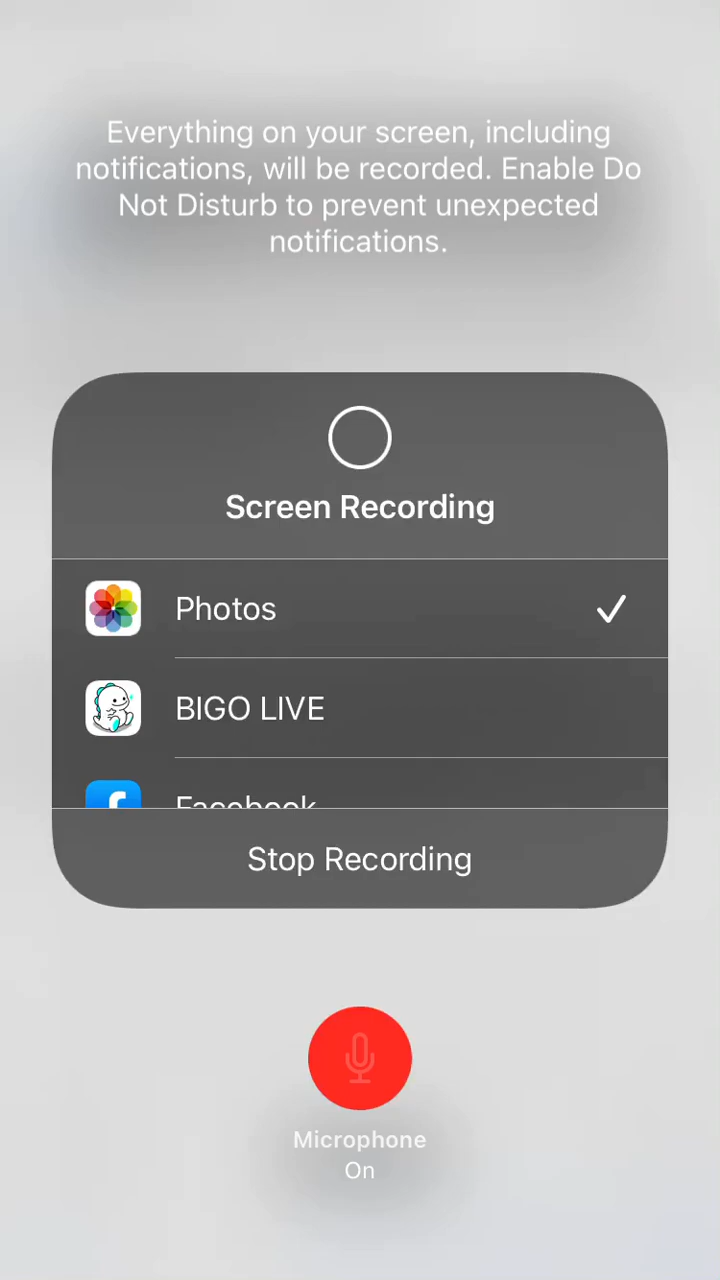 Everything on your screen, including
notifications, will be recorded. Enable Do
Not Disturb to prevent unexpected
notifications.
Screen Recording
Photos
BIGO LIVE
Facebook
Stop Recording
Microphone
On